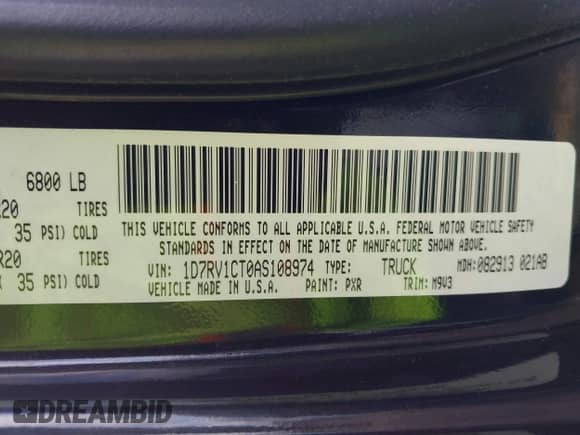 6800 LB
R20 TIRES
35 PSI) COLD
R20 TIRES
35 PSI) COLD
THIS VEHICLE CONFORMS TO ALL APPLICABLE U.S.A. FEDERAL MOTOR VEHICLE SAFETY
STANDARDS IN EFFECT ON THE DATE OF MANUFACTURE SHOWN ABOVE.
VIN: 1D7RV1CT0AS108974 TYPE: TRUCK MDH:082913 021AB
VEHICLE MADE IN U.S.A. PAINT: PXR TRIM: M9V3
DREAMBID